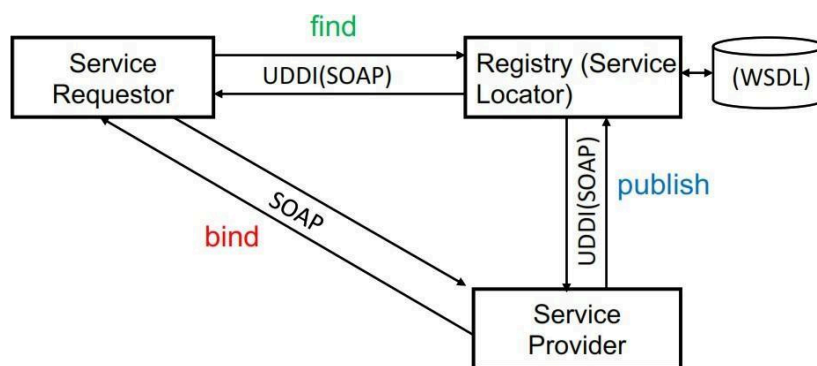 find
Service
Requestor
UDDI(SOAP)
Registry (Service
Locator)
(WSDL)
SOAP
bind
UDDI(SOAP)
publish
Service
Provider